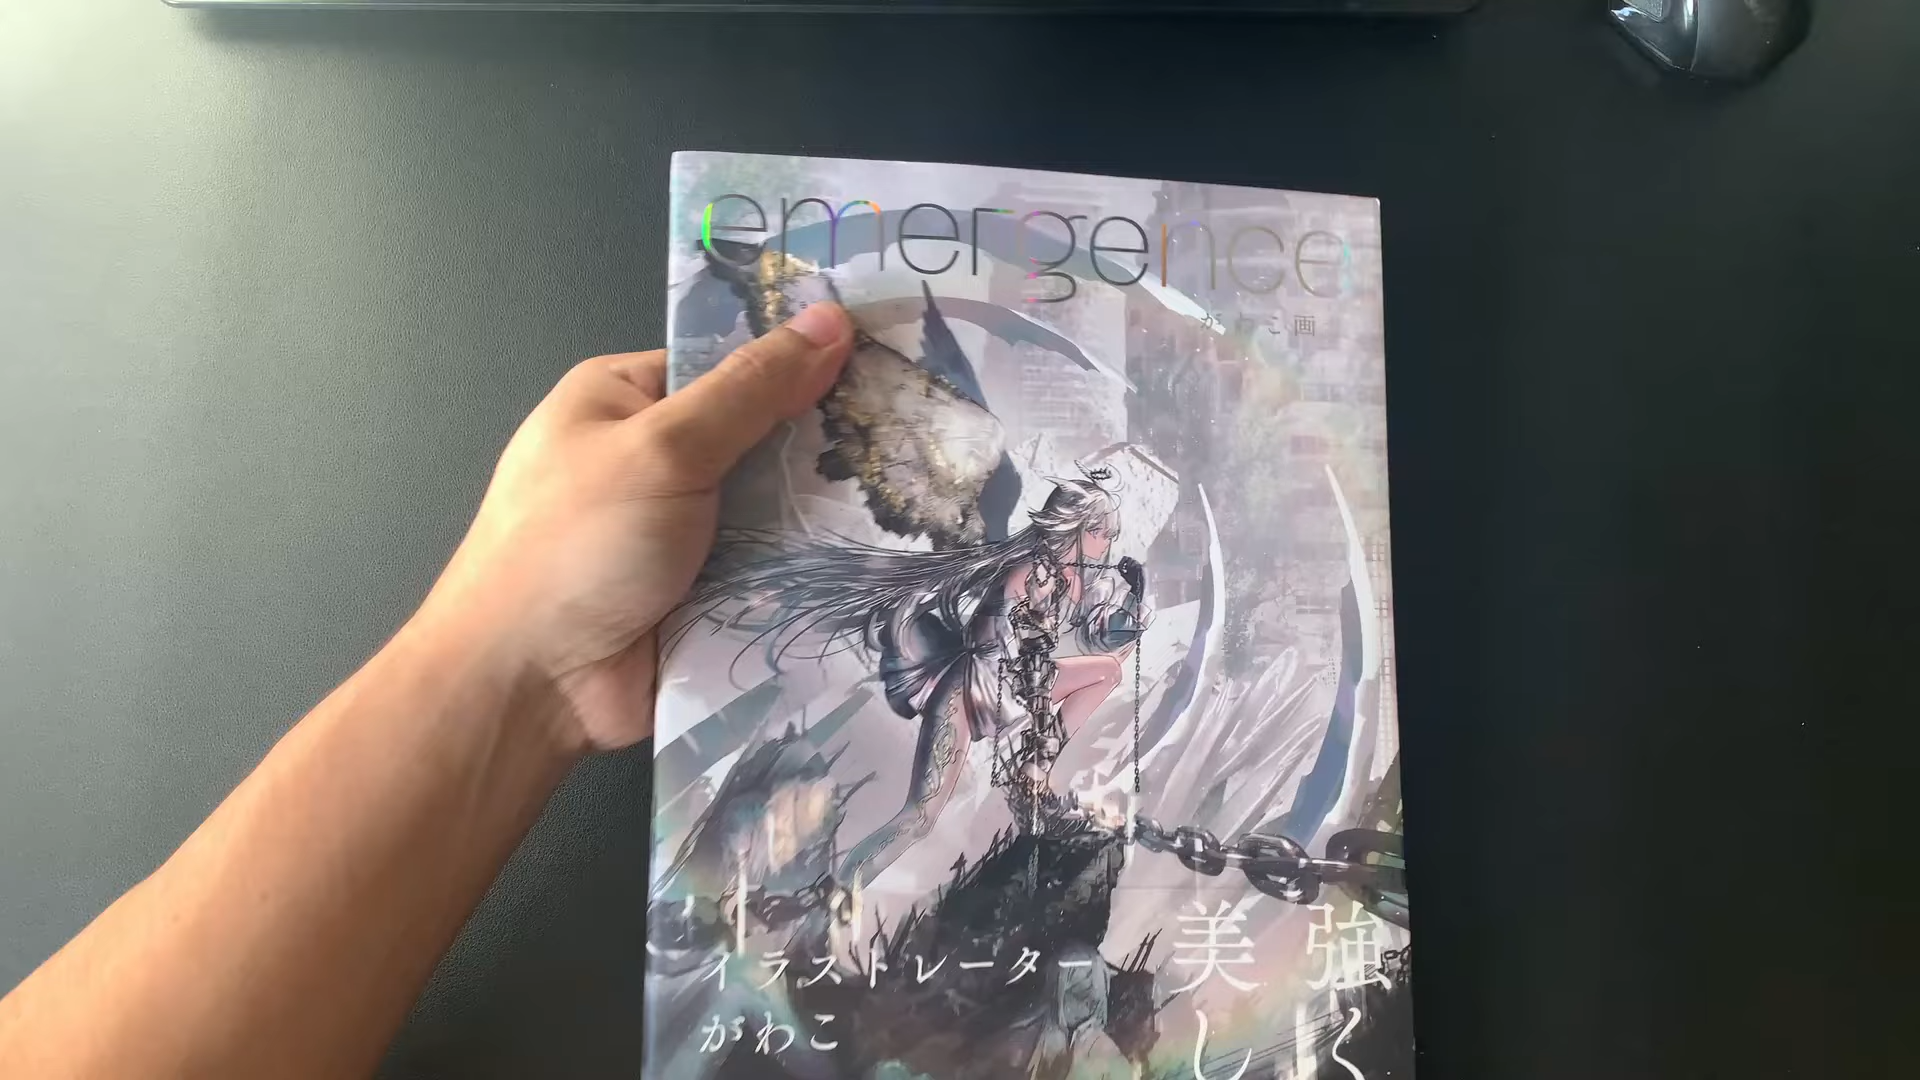 emergence
がわこ画
イラストレーター
がわこ
強く
美し